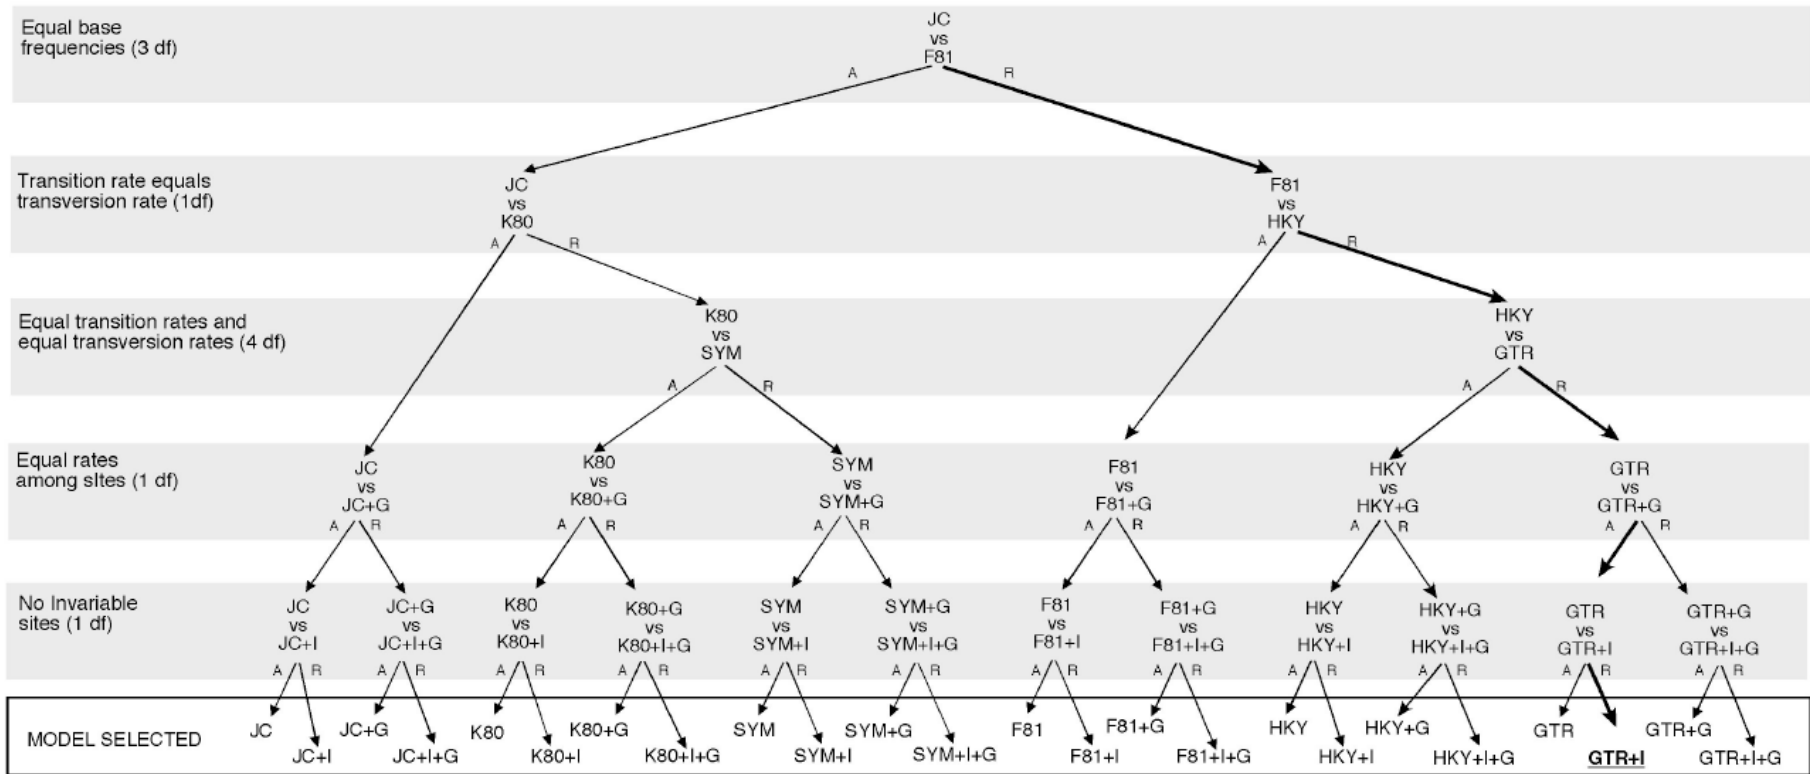 Equal base
frequencies (3 df)
JC
vs
F81
A R
Transition rate equals
transversion rate (1df)
JC
vs
K80
A R
F81
vs
HKY
A R
Equal transition rates and
equal transversion rates (4 df)
K80
vs
SYM
A R
HKY
vs
GTR
A R
Equal rates
among sItes (1 df)
JC
vs
JC+G
A R
K80
vs
K80+G
A R
SYM
vs
SYM+G
A R
F81
vs
F81+G
A R
HKY
vs
HKY+G
A R
GTR
vs
GTR+G
A R
No Invariable
sites (1 df)
JC
vs
JC+I
A R
JC+G
vs
JC+I+G
A R
K80
vs
K80+I
A R
K80+G
vs
K80+I+G
A R
SYM
vs
SYM+I
A R
SYM+G
vs
SYM+I+G
A R
F81
vs
F81+I
A R
F81+G
vs
F81+I+G
A R
HKY
vs
HKY+I
A R
HKY+G
vs
HKY+I+G
A R
GTR
vs
GTR+I
A R
GTR+G
vs
GTR+I+G
A R
MODEL SELECTED
JC JC+G K80 K80+G SYM SYM+G F81 F81+G HKY HKY+G GTR GTR+G
JC+I JC+I+G K80+I K80+I+G SYM+I SYM+I+G F81+I F81+I+G HKY+I HKY+I+G GTR+I GTR+I+G